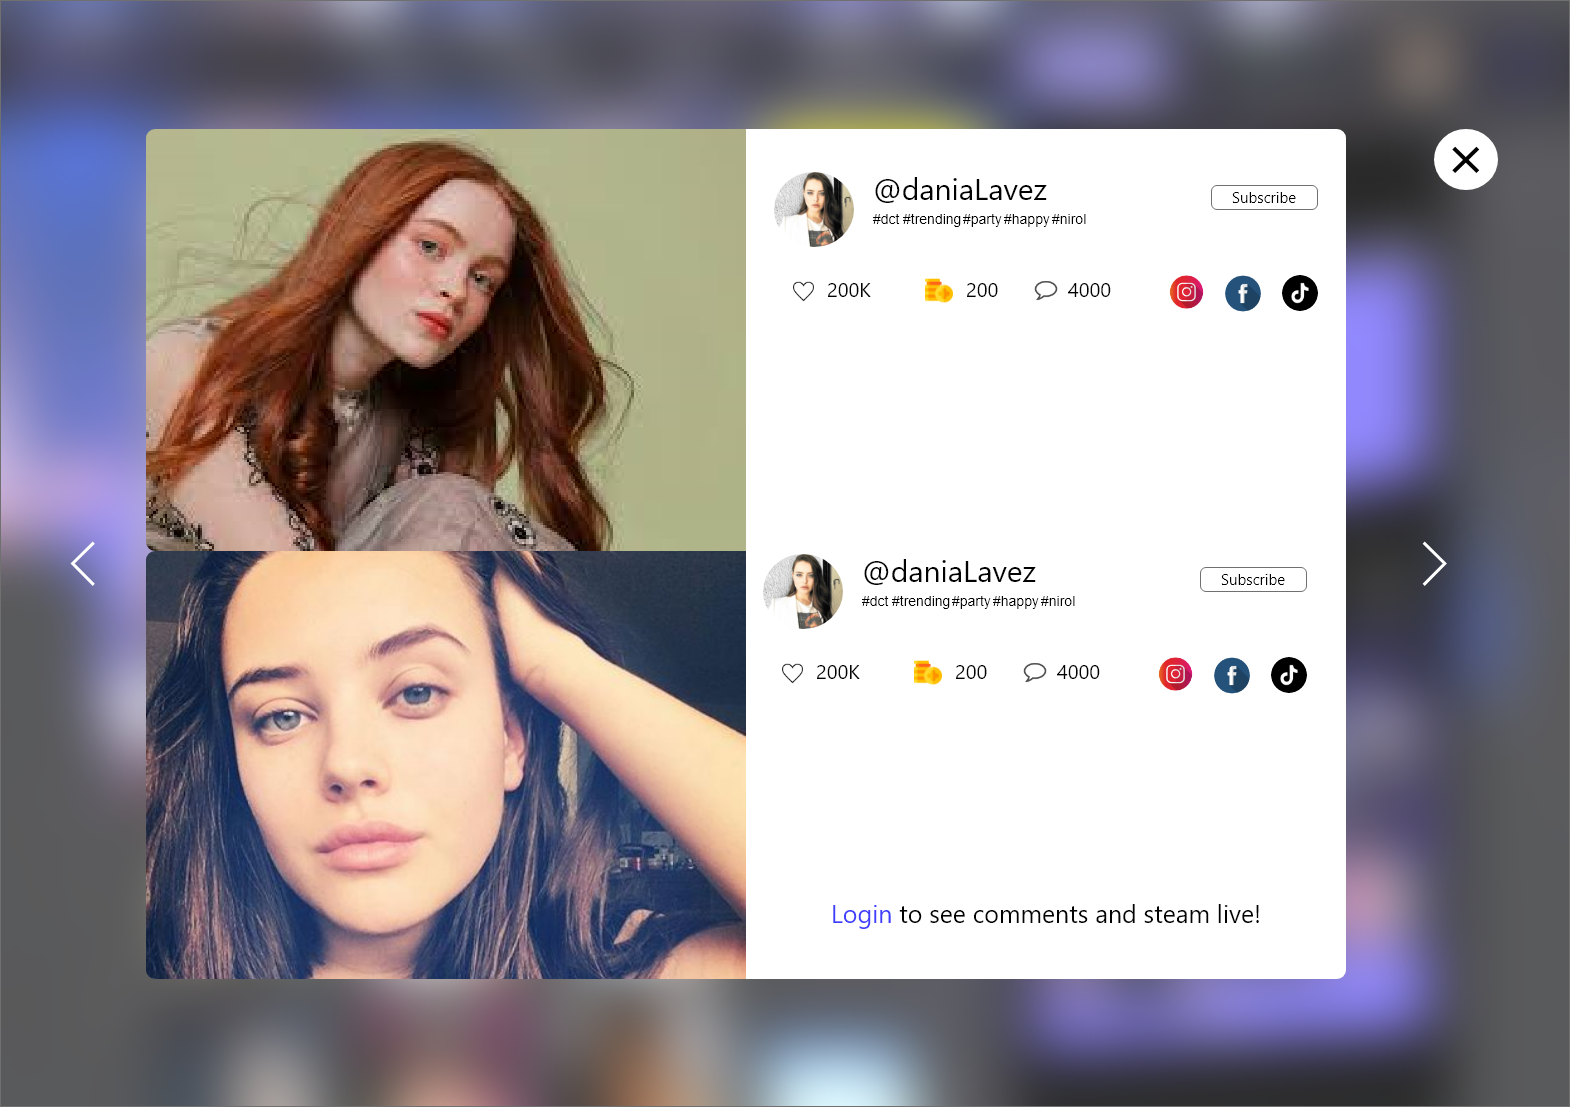 @daniaLavez
Subscribe
#dct #trending #party #happy #nirol
200K
200
4000
@daniaLavez
Subscribe
#dct #trending #party #happy #nirol
200K
200
4000
Login to see comments and steam live!